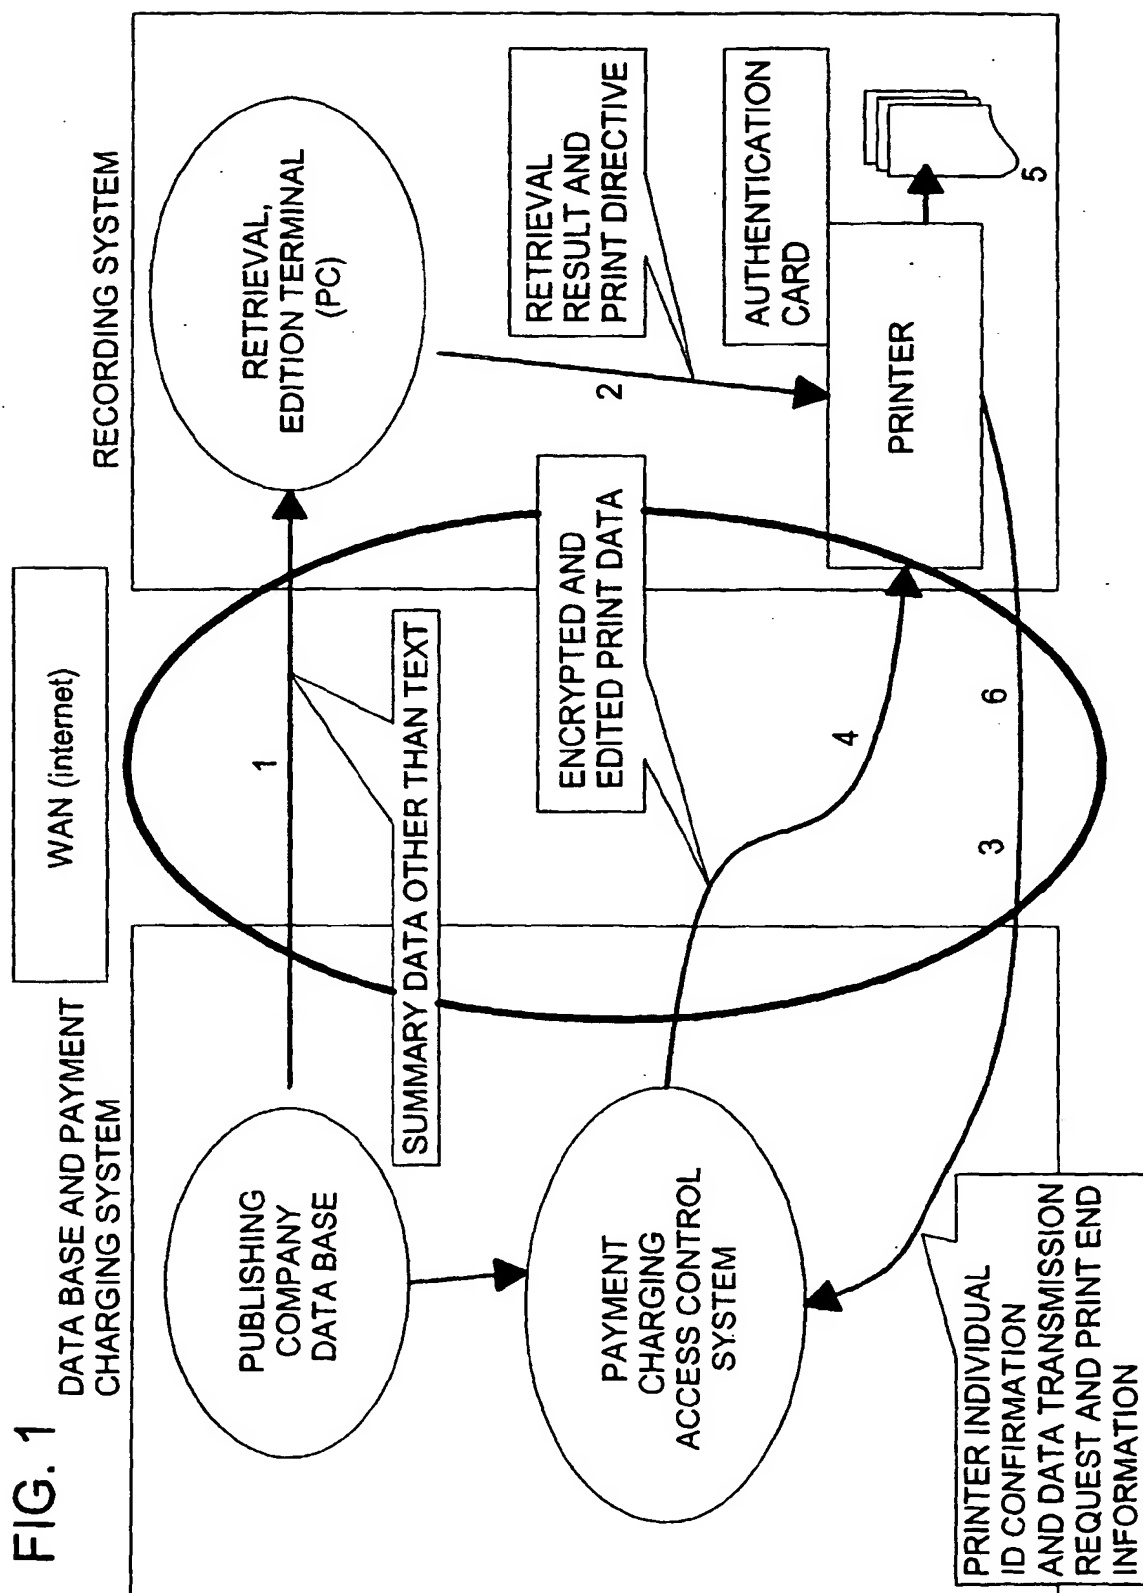 FIG. 1
DATA BASE AND PAYMENT
CHARGING SYSTEM
WAN (internet)
RECORDING SYSTEM
PUBLISHING
COMPANY
DATA BASE
1
SUMMARY DATA OTHER THAN TEXT
RETRIEVAL,
EDITION TERMINAL
(PC)
2
RETRIEVAL
RESULT AND
PRINT DIRECTIVE
PAYMENT
CHARGING
ACCESS CONTROL
SYSTEM
ENCRYPTED AND
EDITED PRINT DATA
4
AUTHENTICATION
CARD
PRINTER
5
3
6
PRINTER INDIVIDUAL
ID CONFIRMATION
AND DATA TRANSMISSION
REQUEST AND PRINT END
INFORMATION